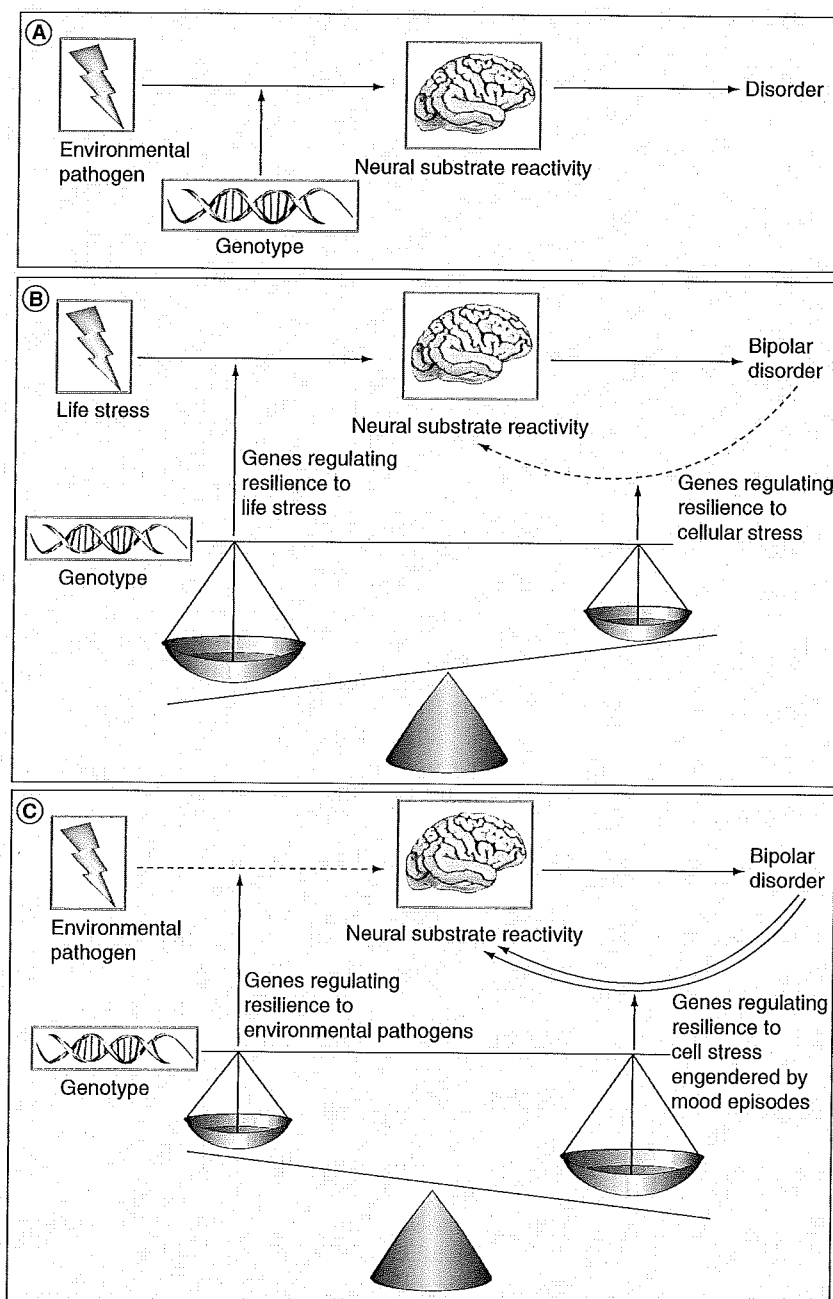 A
Environmental
pathogen
Genotype
Neural substrate reactivity
Disorder
B
Life stress
Neural substrate reactivity
Bipolar
disorder
Genes regulating
resilience to
life stress
Genes regulating
resilience to
cellular stress
Genotype
C
Environmental
pathogen
Neural substrate reactivity
Bipolar
disorder
Genes regulating
resilience to
environmental pathogens
Genes regulating
resilience to
cell stress
engendered by
mood episodes
Genotype